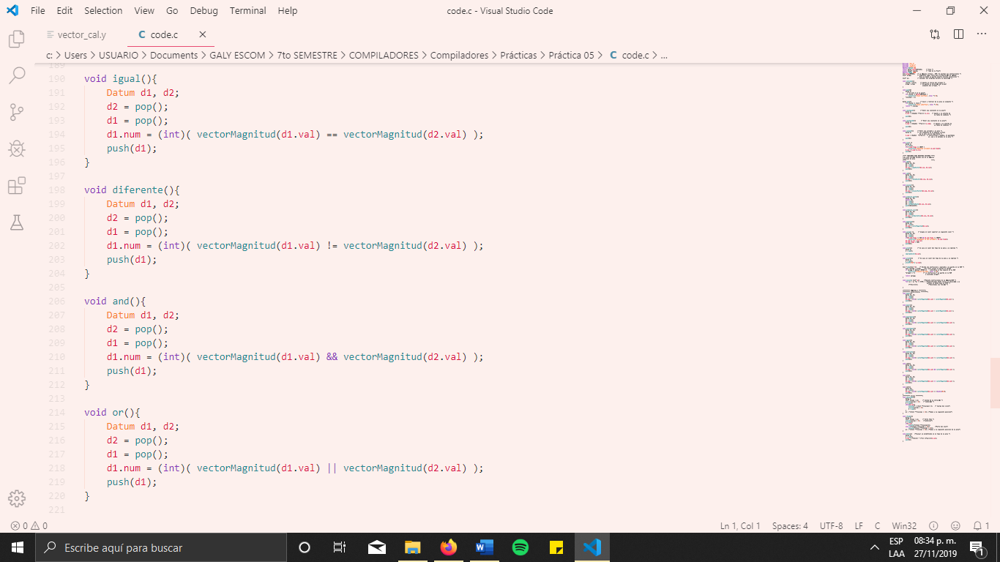 File Edit Selection View Go Debug Terminal Help code.c - Visual Studio Code
vector_cal.y C code.c
c: > Users > USUARIO > Documents > GALY ESCOM > 7to SEMESTRE > COMPILADORES > Compiladores > Prácticas > Práctica 05 > C code.c > ...
189
190 void igual(){
191 Datum d1, d2;
192 d2 = pop();
193 d1 = pop();
194 d1.num = (int)( vectorMagnitud(d1.val) == vectorMagnitud(d2.val) );
195 push(d1);
196 }
197
198 void diferente(){
199 Datum d1, d2;
200 d2 = pop();
201 d1 = pop();
202 d1.num = (int)( vectorMagnitud(d1.val) != vectorMagnitud(d2.val) );
203 push(d1);
204 }
205
206 void and(){
207 Datum d1, d2;
208 d2 = pop();
209 d1 = pop();
210 d1.num = (int)( vectorMagnitud(d1.val) && vectorMagnitud(d2.val) );
211 push(d1);
212 }
213
214 void or(){
215 Datum d1, d2;
216 d2 = pop();
217 d1 = pop();
218 d1.num = (int)( vectorMagnitud(d1.val) || vectorMagnitud(d2.val) );
219 push(d1);
220 }
221
0 0 Ln 1, Col 1 Spaces: 4 UTF-8 LF C Win32 1
Escribe aquí para buscar
ESP 08:34 p. m.
LAA 27/11/2019 1